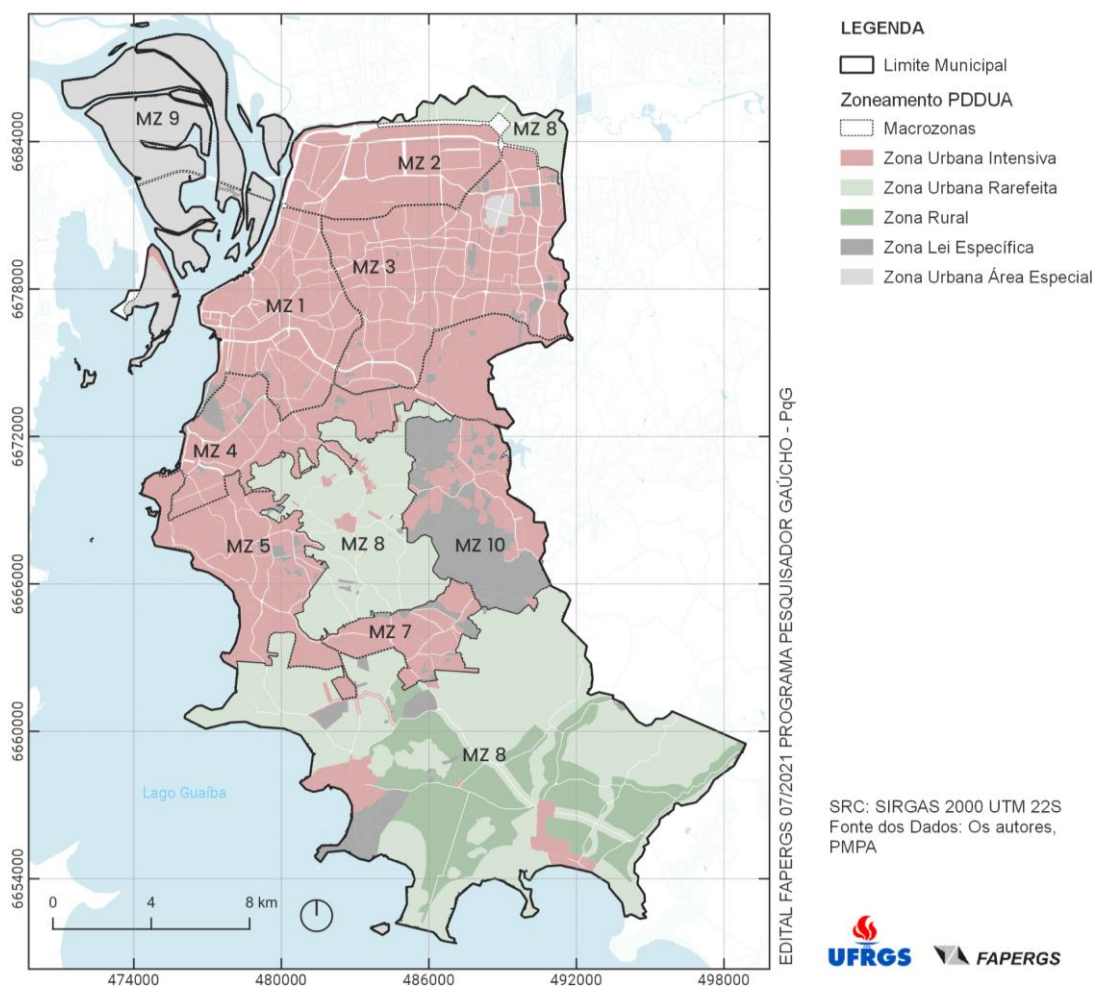 LEGENDA
Limite Municipal
Zoneamento PDDUA
Macrozonas
Zona Urbana Intensiva
Zona Urbana Rarefeita
Zona Rural
Zona Lei Específica
Zona Urbana Área Especial
MZ 9
MZ 8
MZ 2
MZ 3
MZ 1
MZ 4
MZ 5
MZ 8
MZ 10
MZ 7
MZ 8
Lago Guaíba
0 4 8 km
6684000
6678000
6672000
6666000
6660000
6654000
474000 480000 486000 492000 498000
EDITAL FAPERGS 07/2021 PROGRAMA PESQUISADOR GAÚCHO - PqG
SRC: SIRGAS 2000 UTM 22S
Fonte dos Dados: Os autores,
PMPA
UFRGS
FAPERGS